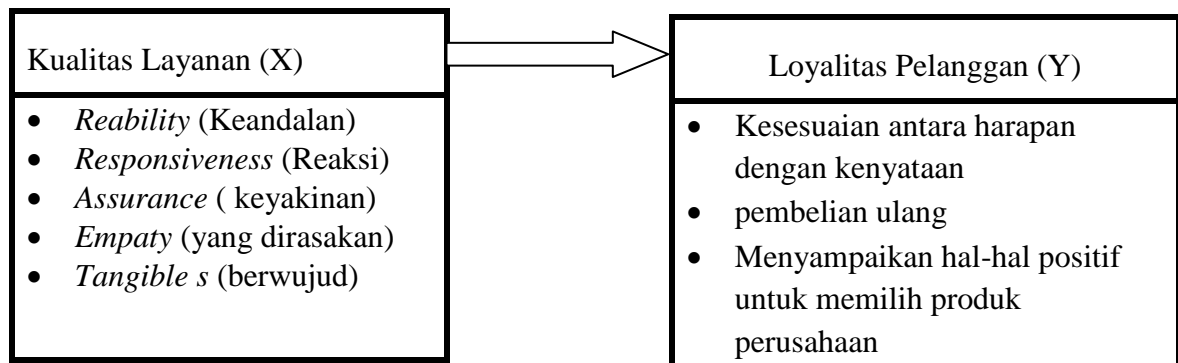 Kualitas Layanan (X)
• Reability (Keandalan)
• Responsiveness (Reaksi)
• Assurance ( keyakinan)
• Empaty (yang dirasakan)
• Tangible s (berwujud)
Loyalitas Pelanggan (Y)
• Kesesuaian antara harapan
dengan kenyataan
• pembelian ulang
• Menyampaikan hal-hal positif
untuk memilih produk
perusahaan